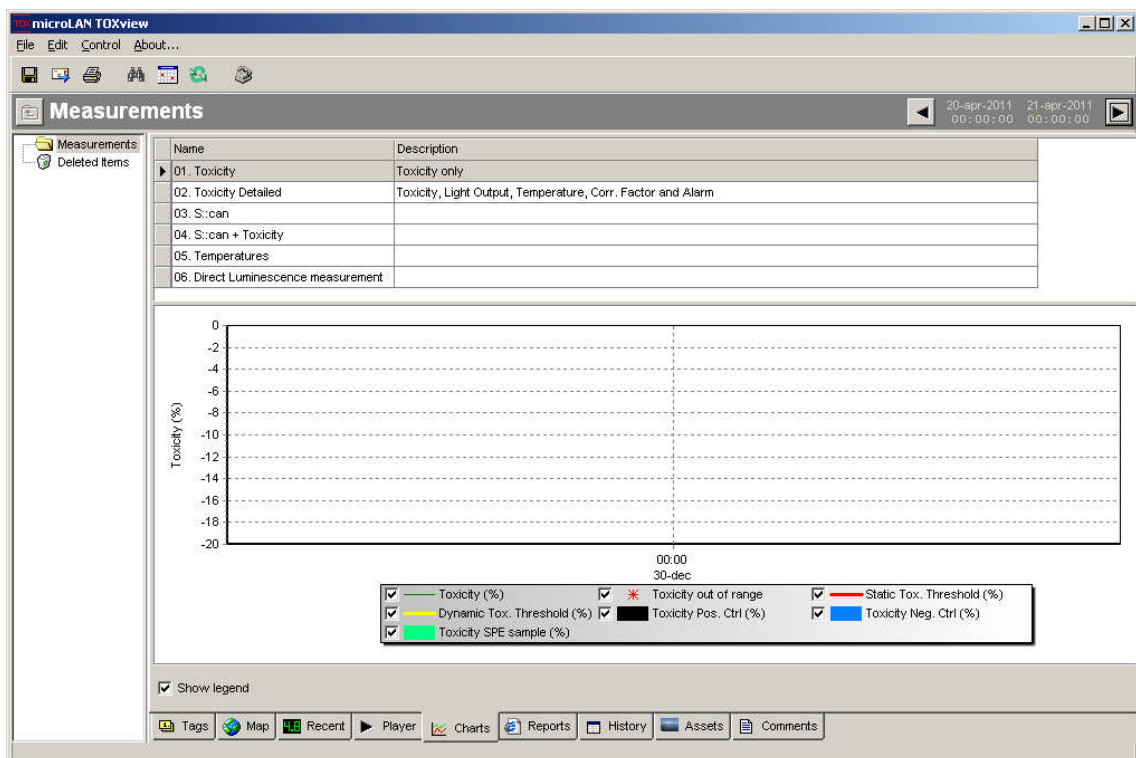 TOX microLAN TOXview
File Edit Control About...
Measurements
20-apr-2011 21-apr-2011
00:00:00 00:00:00
Measurements
Deleted Items
Name Description
01. Toxicity Toxicity only
02. Toxicity Detailed Toxicity, Light Output, Temperature, Corr. Factor and Alarm
03. S::can
04. S::can + Toxicity
05. Temperatures
06. Direct Luminescence measurement
Toxicity (%)
0
-2
-4
-6
-8
-10
-12
-14
-16
-18
-20
00:00
30-dec
Toxicity (%) Toxicity out of range Static Tox. Threshold (%)
Dynamic Tox. Threshold (%) Toxicity Pos. Ctrl (%) Toxicity Neg. Ctrl (%)
Toxicity SPE sample (%)
Show legend
Tags Map 4.8 Recent Player Charts Reports History Assets Comments